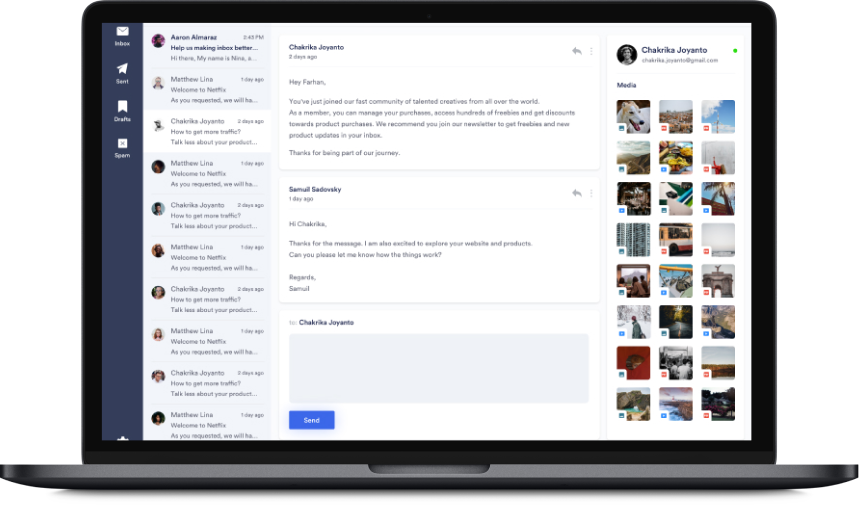 Inbox
Sent
Drafts
Spam
Aaron Almaraz 2:43 PM
Help us making inbox better...
Hi there, My name is Nina, a...
Matthew Lina 1 day ago
Welcome to Netflix
As you requested, we will ha...
Chakrika Joyanto 2 days ago
How to get more traffic?
Talk less about your product...
Matthew Lina 1 day ago
Welcome to Netflix
As you requested, we will ha...
Chakrika Joyanto 2 days ago
How to get more traffic?
Talk less about your product...
Matthew Lina 1 day ago
Welcome to Netflix
As you requested, we will ha...
Chakrika Joyanto 2 days ago
How to get more traffic?
Talk less about your product...
Matthew Lina 1 day ago
Welcome to Netflix
As you requested, we will ha...
Chakrika Joyanto 2 days ago
How to get more traffic?
Talk less about your product...
Matthew Lina 1 day ago
Welcome to Netflix
As you requested, we will ha...
Chakrika Joyanto
2 days ago
Hey Farhan,
You've just joined our fast community of talented creatives from all over the world.
As a member, you can manage your purchases, access hundreds of freebies and get discounts
towards product purchases. We recommend you join our newsletter to get freebies and new
product updates in your inbox.
Thanks for being part of our journey.
Samuil Sadovsky
1 day ago
Hi Chakrika,
Thanks for the message. I am also excited to explore your website and products.
Can you please let me know how the things work?
Regards,
Samuil
to: Chakrika Joyanto
Send
Chakrika Joyanto
chakrika.joyanto@gmail.com
Media